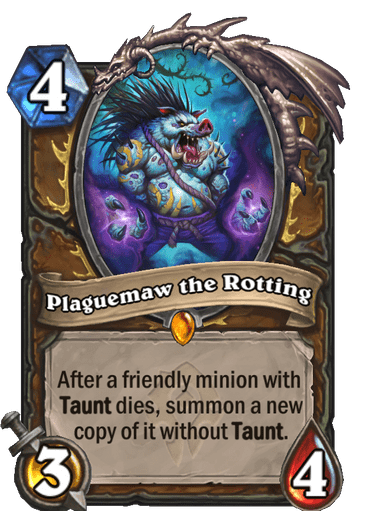 4
Plaguemaw the Rotting
After a friendly minion with
Taunt dies, summon a new
copy of it without Taunt.
3
4